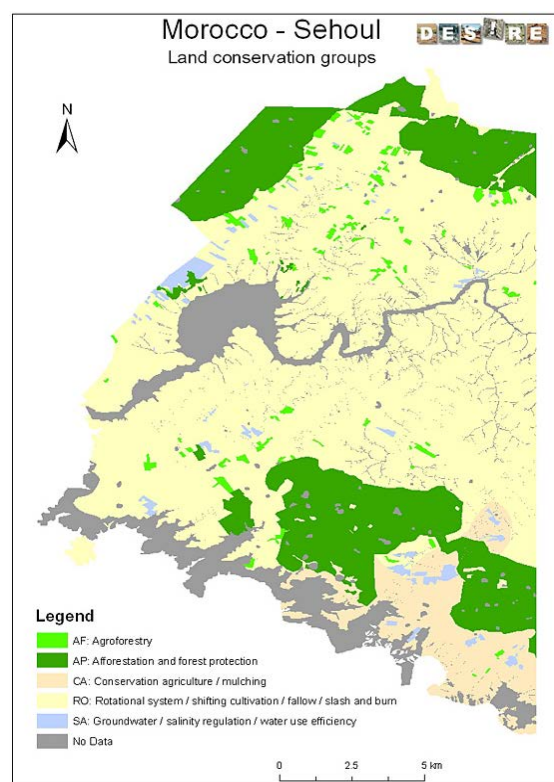 Morocco - Sehoul
DESIRE
Land conservation groups
N
Legend
AF: Agroforestry
AP: Afforestation and forest protection
CA: Conservation agriculture / mulching
RO: Rotational system / shifting cultivation / fallow / slash and burn
SA: Groundwater / salinity regulation / water use efficiency
No Data
0 2.5 5 km